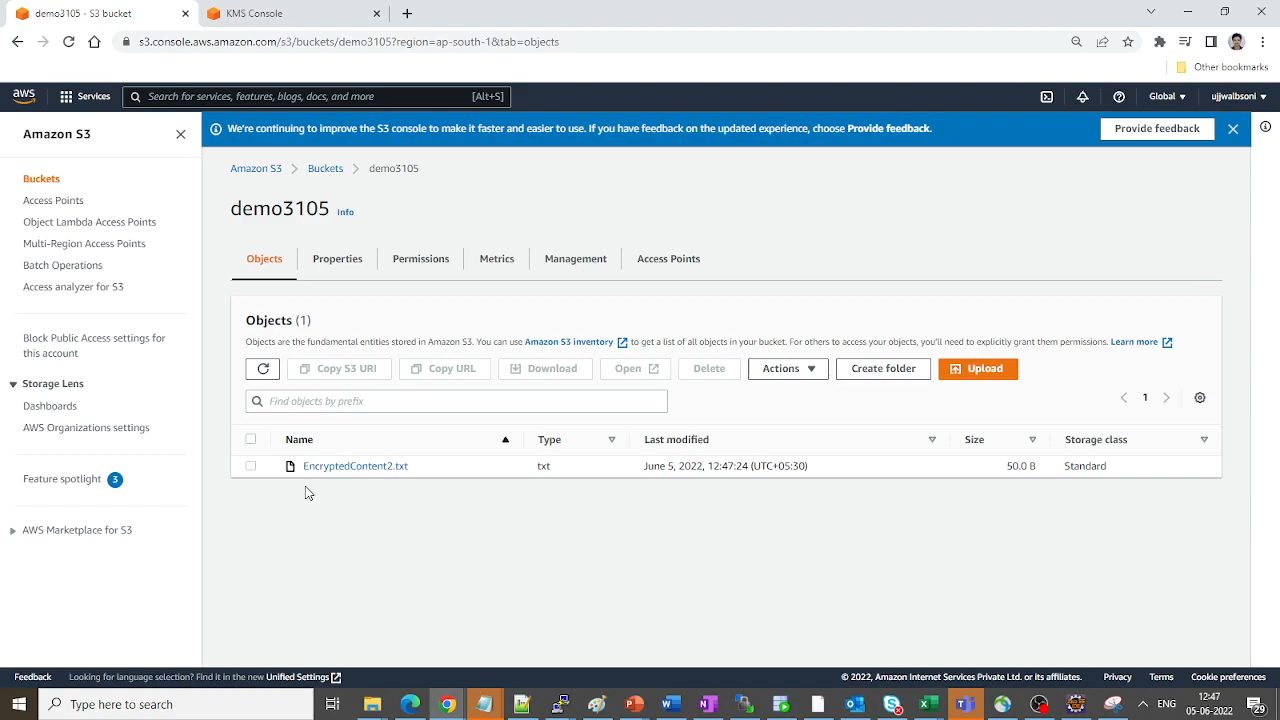 demo3105 - S3 bucket
KMS Console
s3.console.aws.amazon.com/s3/buckets/demo3105?region=ap-south-1&tab=objects
Other bookmarks
aws
Services
Search for services, features, blogs, docs, and more
[Alt+S]
Global
ujjwalbsoni
Amazon S3
We're continuing to improve the S3 console to make it faster and easier to use. If you have feedback on the updated experience, choose Provide feedback.
Provide feedback
Buckets
Access Points
Object Lambda Access Points
Multi-Region Access Points
Batch Operations
Access analyzer for S3
Block Public Access settings for
this account
Storage Lens
Dashboards
AWS Organizations settings
Feature spotlight 3
AWS Marketplace for S3
Amazon S3 > Buckets > demo3105
demo3105 Info
Objects
Properties
Permissions
Metrics
Management
Access Points
Objects (1)
Objects are the fundamental entities stored in Amazon S3. You can use Amazon S3 inventory to get a list of all objects in your bucket. For others to access your objects, you'll need to explicitly grant them permissions. Learn more
Copy S3 URI
Copy URL
Download
Open
Delete
Actions
Create folder
Upload
Find objects by prefix
1
Name
Type
Last modified
Size
Storage class
EncryptedContent2.txt
txt
June 5, 2022, 12:47:24 (UTC+05:30)
50.0 B
Standard
Feedback
Looking for language selection? Find it in the new Unified Settings
© 2022, Amazon Internet Services Private Ltd. or its affiliates.
Privacy
Terms
Cookie preferences
Type here to search
ENG
12:47
05-06-2022
29